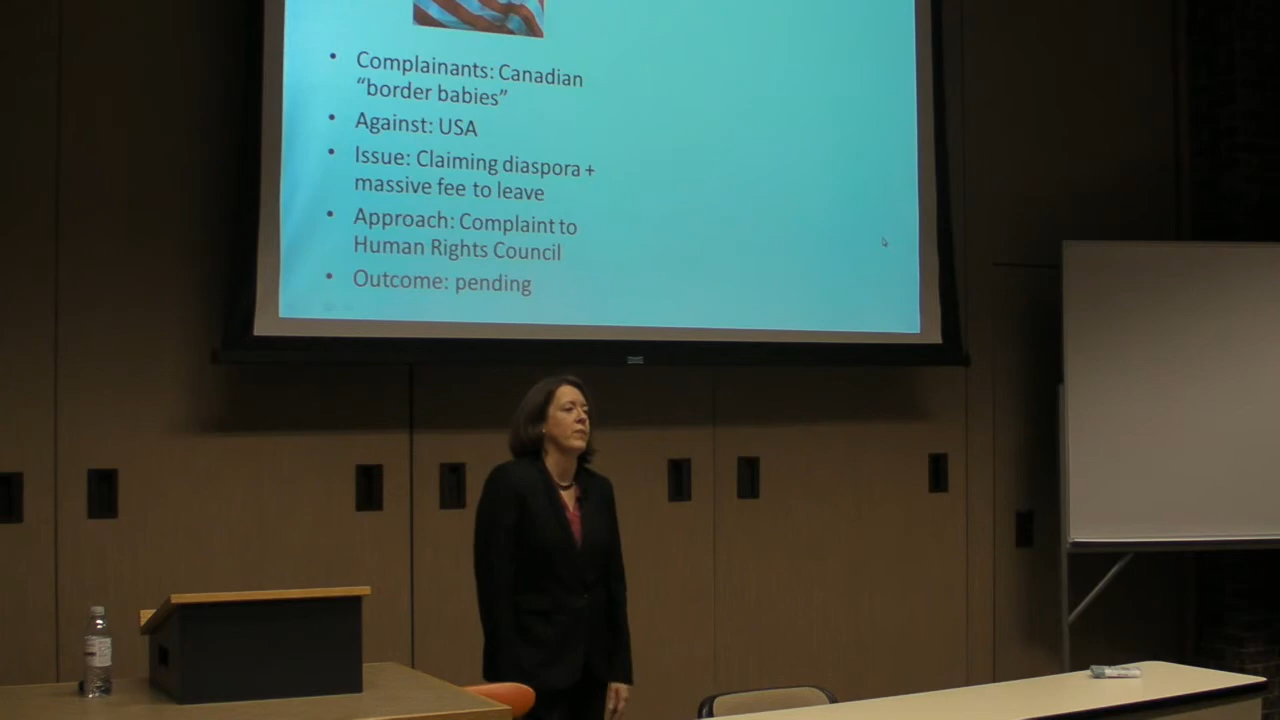 • Complainants: Canadian
“border babies”
• Against: USA
• Issue: Claiming diaspora +
massive fee to leave
• Approach: Complaint to
Human Rights Council
• Outcome: pending